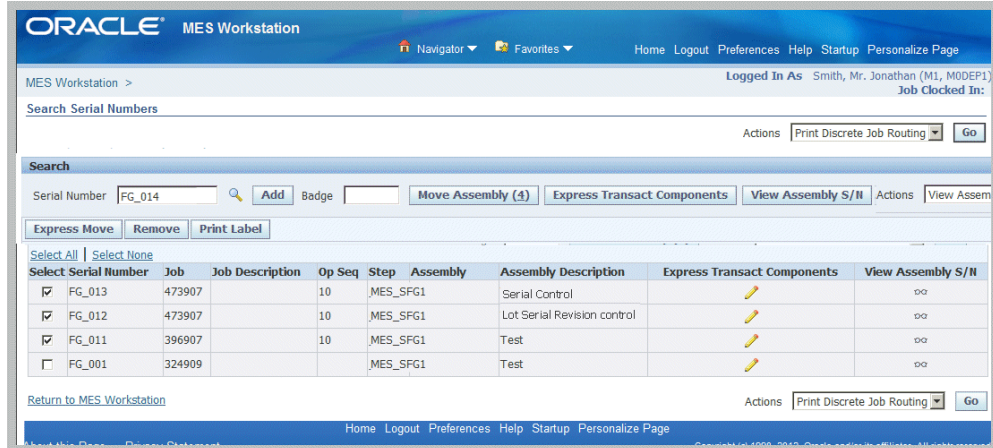 ORACLE® MES Workstation
Navigator Favorites Home Logout Preferences Help Startup Personalize Page
MES Workstation > Logged In As Smith, Mr. Jonathan (M1, M0DEP1)
Job Clocked In:
Search Serial Numbers
Actions Print Discrete Job Routing Go
Search
Serial Number FG_014 Add Badge Move Assembly (4) Express Transact Components View Assembly S/N Actions View Assem
Express Move Remove Print Label
Select All | Select None
Select Serial Number Job Job Description Op Seq Step Assembly Assembly Description Express Transact Components View Assembly S/N
FG_013 473907 10 MES_SFG1 Serial Control
FG_012 473907 10 MES_SFG1 Lot Serial Revision control
FG_011 396907 10 MES_SFG1 Test
FG_001 324909 MES_SFG1 Test
Return to MES Workstation Actions Print Discrete Job Routing Go
Home Logout Preferences Help Startup Personalize Page